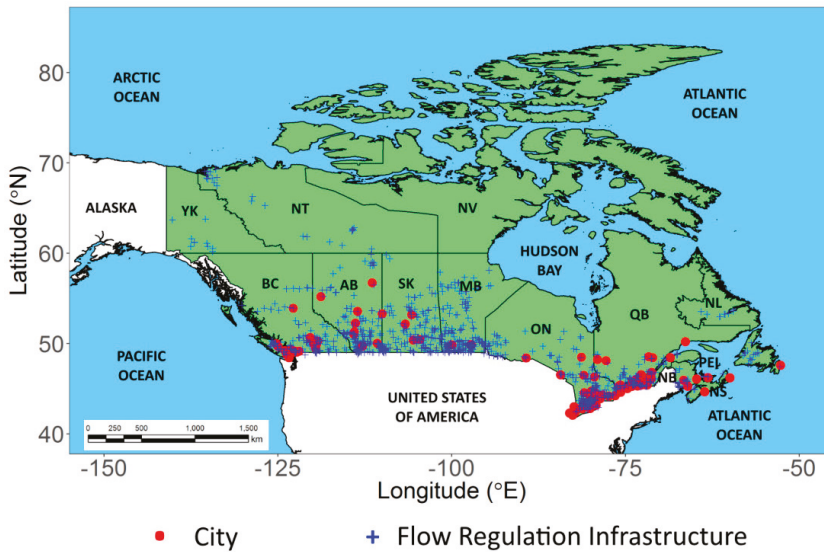 80
70
60
50
40
Latitude (°N)
ARCTIC
OCEAN
ATLANTIC
OCEAN
ALASKA
YK
NT
NV
HUDSON
BAY
BC
AB
SK
MB
ON
QB
NL
PEI
NB
NS
PACIFIC
OCEAN
UNITED STATES
OF AMERICA
ATLANTIC
OCEAN
0 250 500 1,000 1,500
km
-150 -125 -100 -75 -50
Longitude (°E)
City
Flow Regulation Infrastructure